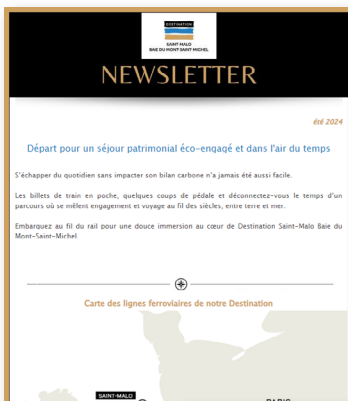 DESTINATION
SAINT MALO
BAIE DU MONT SAINT MICHEL
NEWSLETTER
été 2024
Départ pour un séjour patrimonial éco-engagé et dans l'air du temps
S'échapper du quotidien sans impacter son bilan carbone n'a jamais été aussi facile.
Les billets de train en poche, quelques coups de pédale et déconnectez-vous le temps d'un
parcours où se mêlent engagement et voyage au fil des siècles, entre terre et mer.
Embarquez au fil du rail pour une douce immersion au cœur de Destination Saint-Malo Baie du
Mont-Saint-Michel
Carte des lignes ferroviaires de notre Destination
SAINT-MALO
PARIS